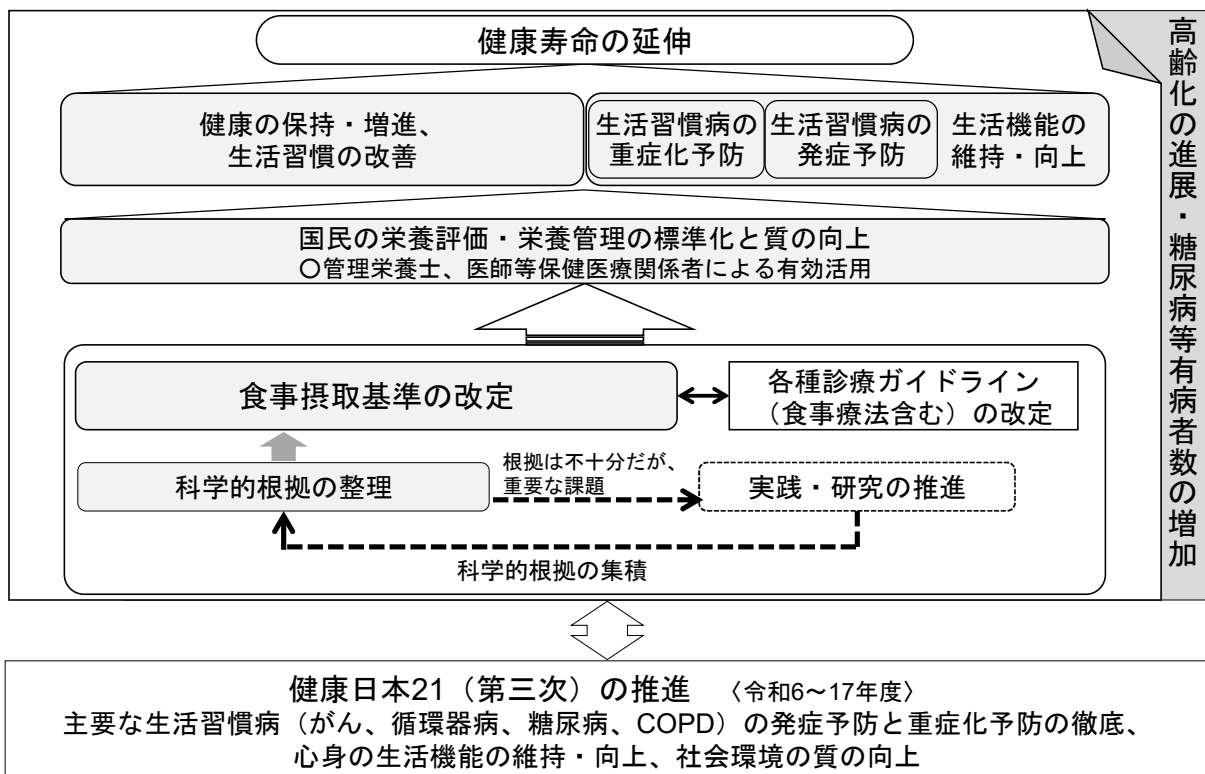 健康寿命の延伸
健康の保持・増進、
生活習慣の改善
生活習慣病の
重症化予防
生活習慣病の
発症予防
生活機能の
維持・向上
国民の栄養評価・栄養管理の標準化と質の向上
〇管理栄養士、医師等保健医療関係者による有効活用
食事摂取基準の改定
各種診療ガイドライン
（食事療法含む）の改定
科学的根拠の整理
根拠は不十分だが、
重要な課題
実践・研究の推進
科学的根拠の集積
高齢化の進展・糖尿病等有病者数の増加
健康日本21（第三次）の推進　〈令和6～17年度〉
主要な生活習慣病（がん、循環器病、糖尿病、COPD）の発症予防と重症化予防の徹底、
心身の生活機能の維持・向上、社会環境の質の向上